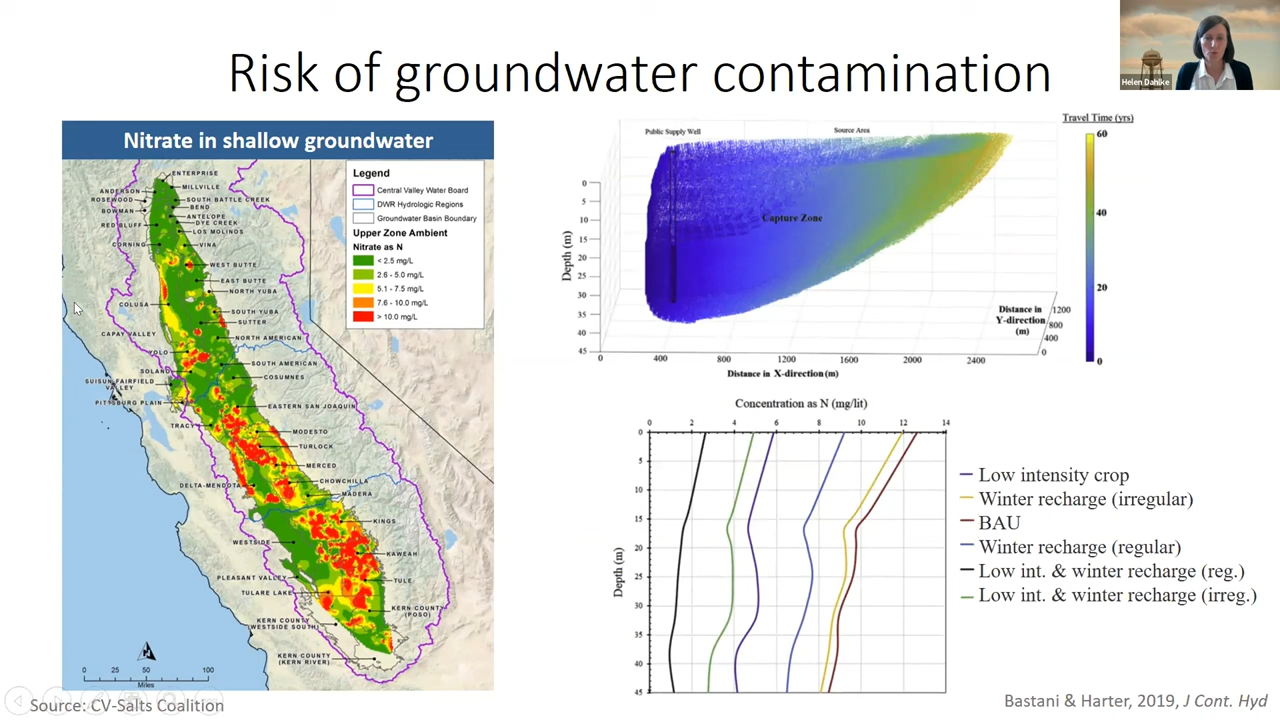 Risk of groundwater contamination
Helen Dahlke
Nitrate in shallow groundwater
Legend
Central Valley Water Board
DWR Hydrologic Regions
Groundwater Basin Boundary
Upper Zone Ambient
Nitrate as N
< 2.5 mg/L
2.6 - 5.0 mg/L
5.1 - 7.5 mg/L
7.6 - 10.0 mg/L
> 10.0 mg/L
ENTERPRISE
ANDERSON
MILLVILLE
ROSEWOOD
SOUTH BATTLE CREEK
BOWMAN
BEND
ANTELOPE
RED BLUFF
DYE CREEK
LOS MOLINOS
CORNING
VINA
WEST BUTTE
EAST BUTTE
NORTH YUBA
COLUSA
SOUTH YUBA
SUTTER
CAPAY VALLEY
NORTH AMERICAN
YOLO
SOUTH AMERICAN
SOLANO
COSUMNES
SUISUN-FAIRFIELD
VALLEY
PITTSBURG PLAIN
EASTERN SAN JOAQUIN
TRACY
MODESTO
TURLOCK
MERCED
CHOWCHILLA
DELTA-MENDOTA
MADERA
KINGS
WESTSIDE
KAWEAH
PLEASANT VALLEY
TULE
TULARE LAKE
KERN COUNTY
(POSO)
KERN COUNTY
(WESTSIDE SOUTH)
KERN COUNTY
(KERN RIVER)
0 25 50 100
Miles
Source: CV-Salts Coalition
Public Supply Well
Source Area
Capture Zone
Travel Time (yrs)
60
40
20
0
Depth (m)
0
5
10
15
20
25
30
35
40
45
0 400 800 1200 1600 2000 2400
Distance in X-direction (m)
Distance in
Y-direction
(m)
1200
800
400
0
Concentration as N (mg/lit)
0 2 4 6 8 10 12 14
Depth (m)
0
5
10
15
20
25
30
35
40
45
Low intensity crop
Winter recharge (irregular)
BAU
Winter recharge (regular)
Low int. & winter recharge (reg.)
Low int. & winter recharge (irreg.)
Bastani & Harter, 2019, J Cont. Hyd